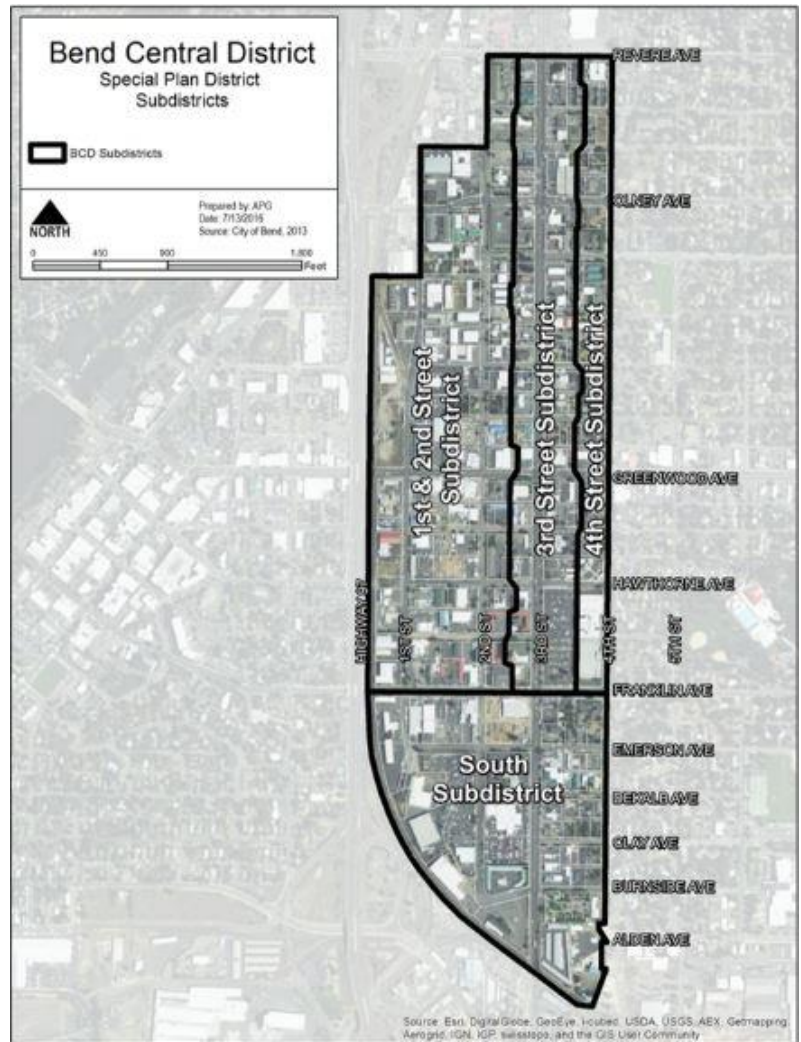 Bend Central District
Special Plan District
Subdistricts
BCD Subdistricts
NORTH
Prepared by: APG
Date: 7/13/2016
Source: City of Bend, 2013
0 450 900 1,800
Feet
REVERE AVE
OLNEY AVE
1st & 2nd Street
Subdistrict
3rd Street Subdistrict
4th Street Subdistrict
GREENWOOD AVE
HAWTHORNE AVE
HIGHWAY 97
1ST ST
2ND ST
3RD ST
4TH ST
5TH ST
FRANKLIN AVE
South
Subdistrict
EMERSON AVE
DEKALB AVE
CLAY AVE
BURNSIDE AVE
ALDEN AVE
Source: Esri, DigitalGlobe, GeoEye, i-cubed, USDA, USGS, AEX, Getmapping,
Aerogrid, IGN, IGP, swisstopo, and the GIS User Community